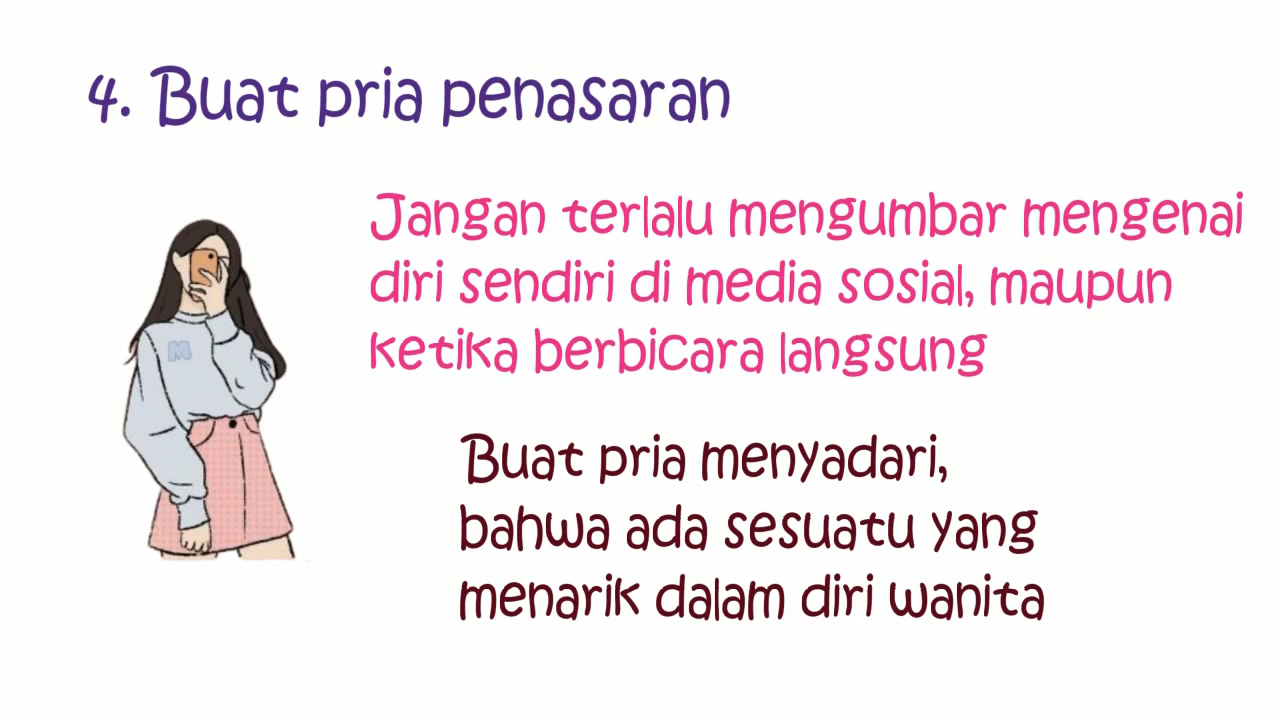 4. Buat pria penasaran
Jangan terlalu mengumbar mengenai
diri sendiri di media sosial, maupun
ketika berbicara langsung
M
Buat pria menyadari,
bahwa ada sesuatu yang
menarik dalam diri wanita